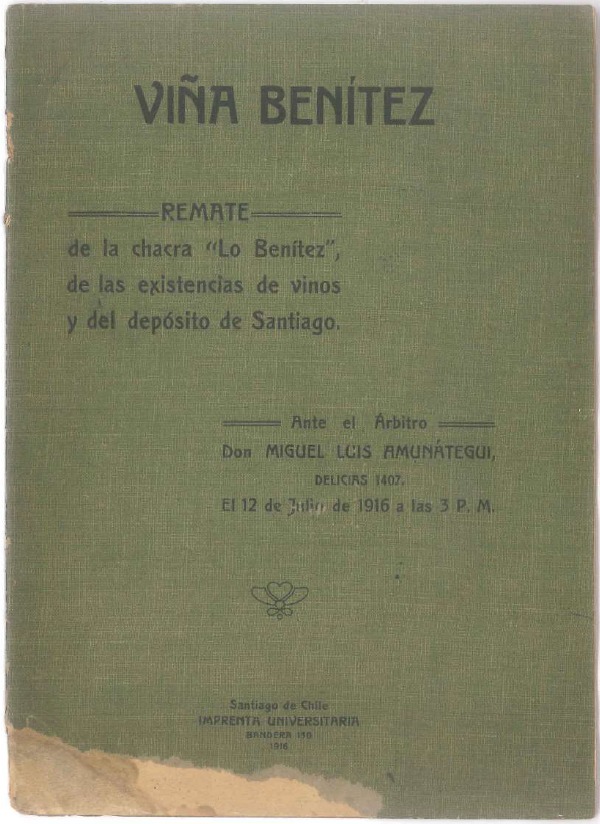 VIÑA BENÍTEZ
REMATE
de la chacra “Lo Benítez”,
de las existencias de vinos
y del depósito de Santiago.
Ante el Árbitro
Don MIGUEL LUIS AMUNÁTEGUI,
DELICIAS 1407,
El 12 de Julio de 1916 a las 3 P. M.
Santiago de Chile
IMPRENTA UNIVERSITARIA
BANDERA 130
1916